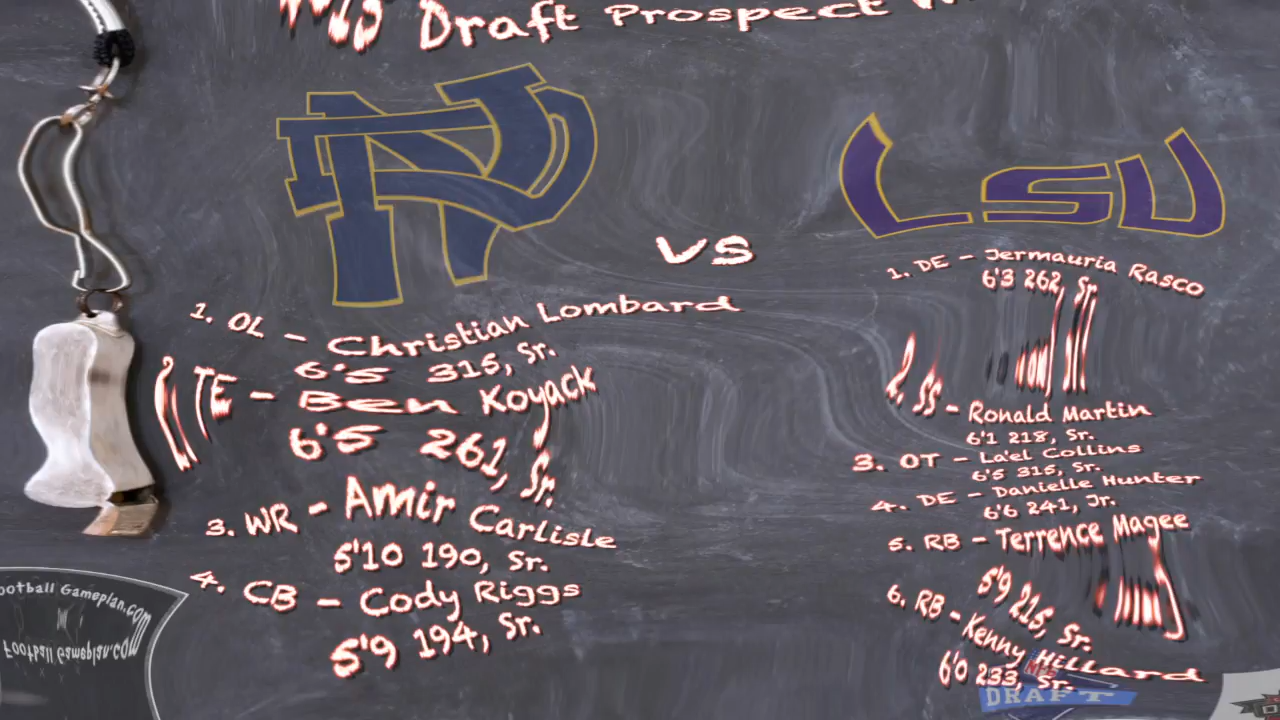 Draft Prospect
ND
LSU
vs
1. OL - Christian Lombard
6'5 315, Sr.
2. TE - Ben Koyack
6'5 261, Sr.
3. WR - Amir Carlisle
5'10 190, Sr.
4. CB - Cody Riggs
5'9 194, Sr.
1. DE - Jermauria Rasco
6'3 262, Sr.
2. SS - Ronald Martin
6'1 218, Sr.
3. OT - La'el Collins
6'5 315, Sr.
4. DE - Danielle Hunter
6'6 241, Jr.
5. RB - Terrence Magee
5'9 215, Sr.
6. RB - Kenny Hillard
6'0 233, Sr.
DRAFT
Football Gameplan.com
Football Gameplan.com